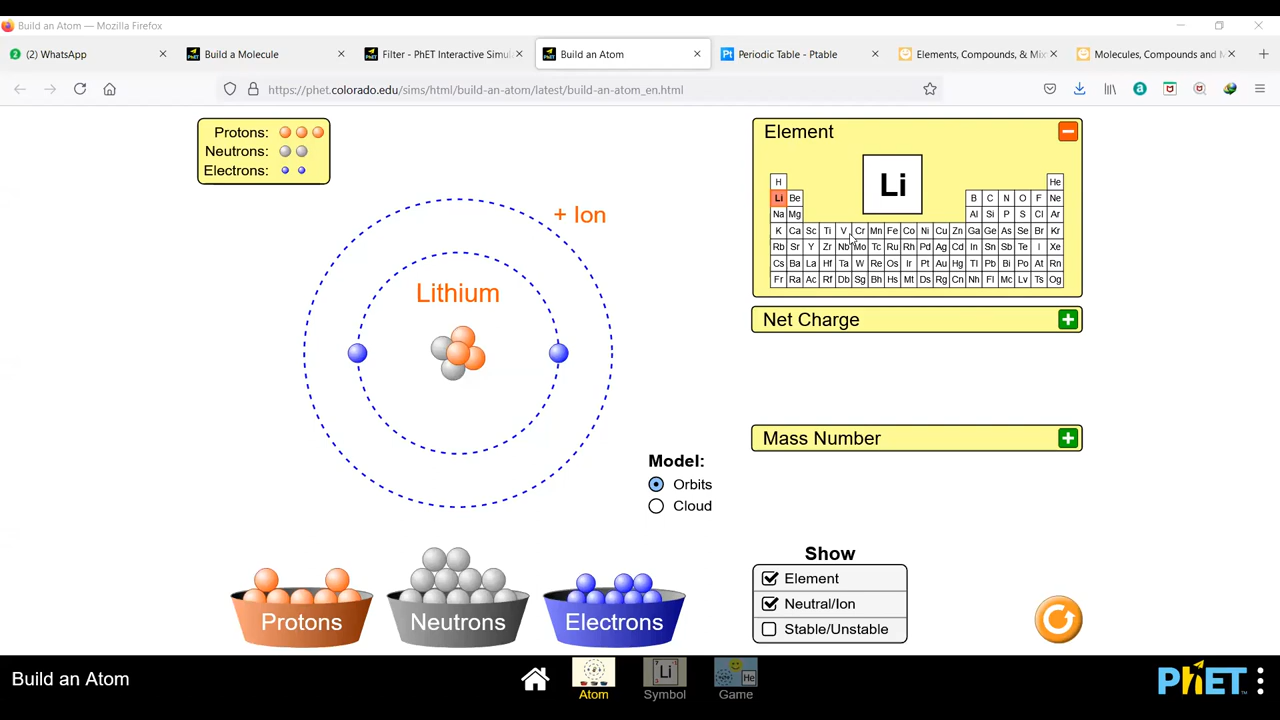 Build an Atom — Mozilla Firefox
(2) WhatsApp
Build a Molecule
Filter - PhET Interactive Simu
Build an Atom
Pt Periodic Table - Ptable
Elements, Compounds, & Mix
Molecules, Compounds and M
https://phet.colorado.edu/sims/html/build-an-atom/latest/build-an-atom_en.html
Protons:
Neutrons:
Electrons:
+ Ion
Lithium
Element
Li
H He
Li Be B C N O F Ne
Na Mg Al Si P S Cl Ar
K Ca Sc Ti V Cr Mn Fe Co Ni Cu Zn Ga Ge As Se Br Kr
Rb Sr Y Zr Nb Mo Tc Ru Rh Pd Ag Cd In Sn Sb Te I Xe
Cs Ba La Hf Ta W Re Os Ir Pt Au Hg Tl Pb Bi Po At Rn
Fr Ra Ac Rf Db Sg Bh Hs Mt Ds Rg Cn Nh Fl Mc Lv Ts Og
Net Charge
Mass Number
Model:
Orbits
Cloud
Protons
Neutrons
Electrons
Show
Element
Neutral/Ion
Stable/Unstable
Build an Atom
Atom
Li
Symbol
He
Game
PhET